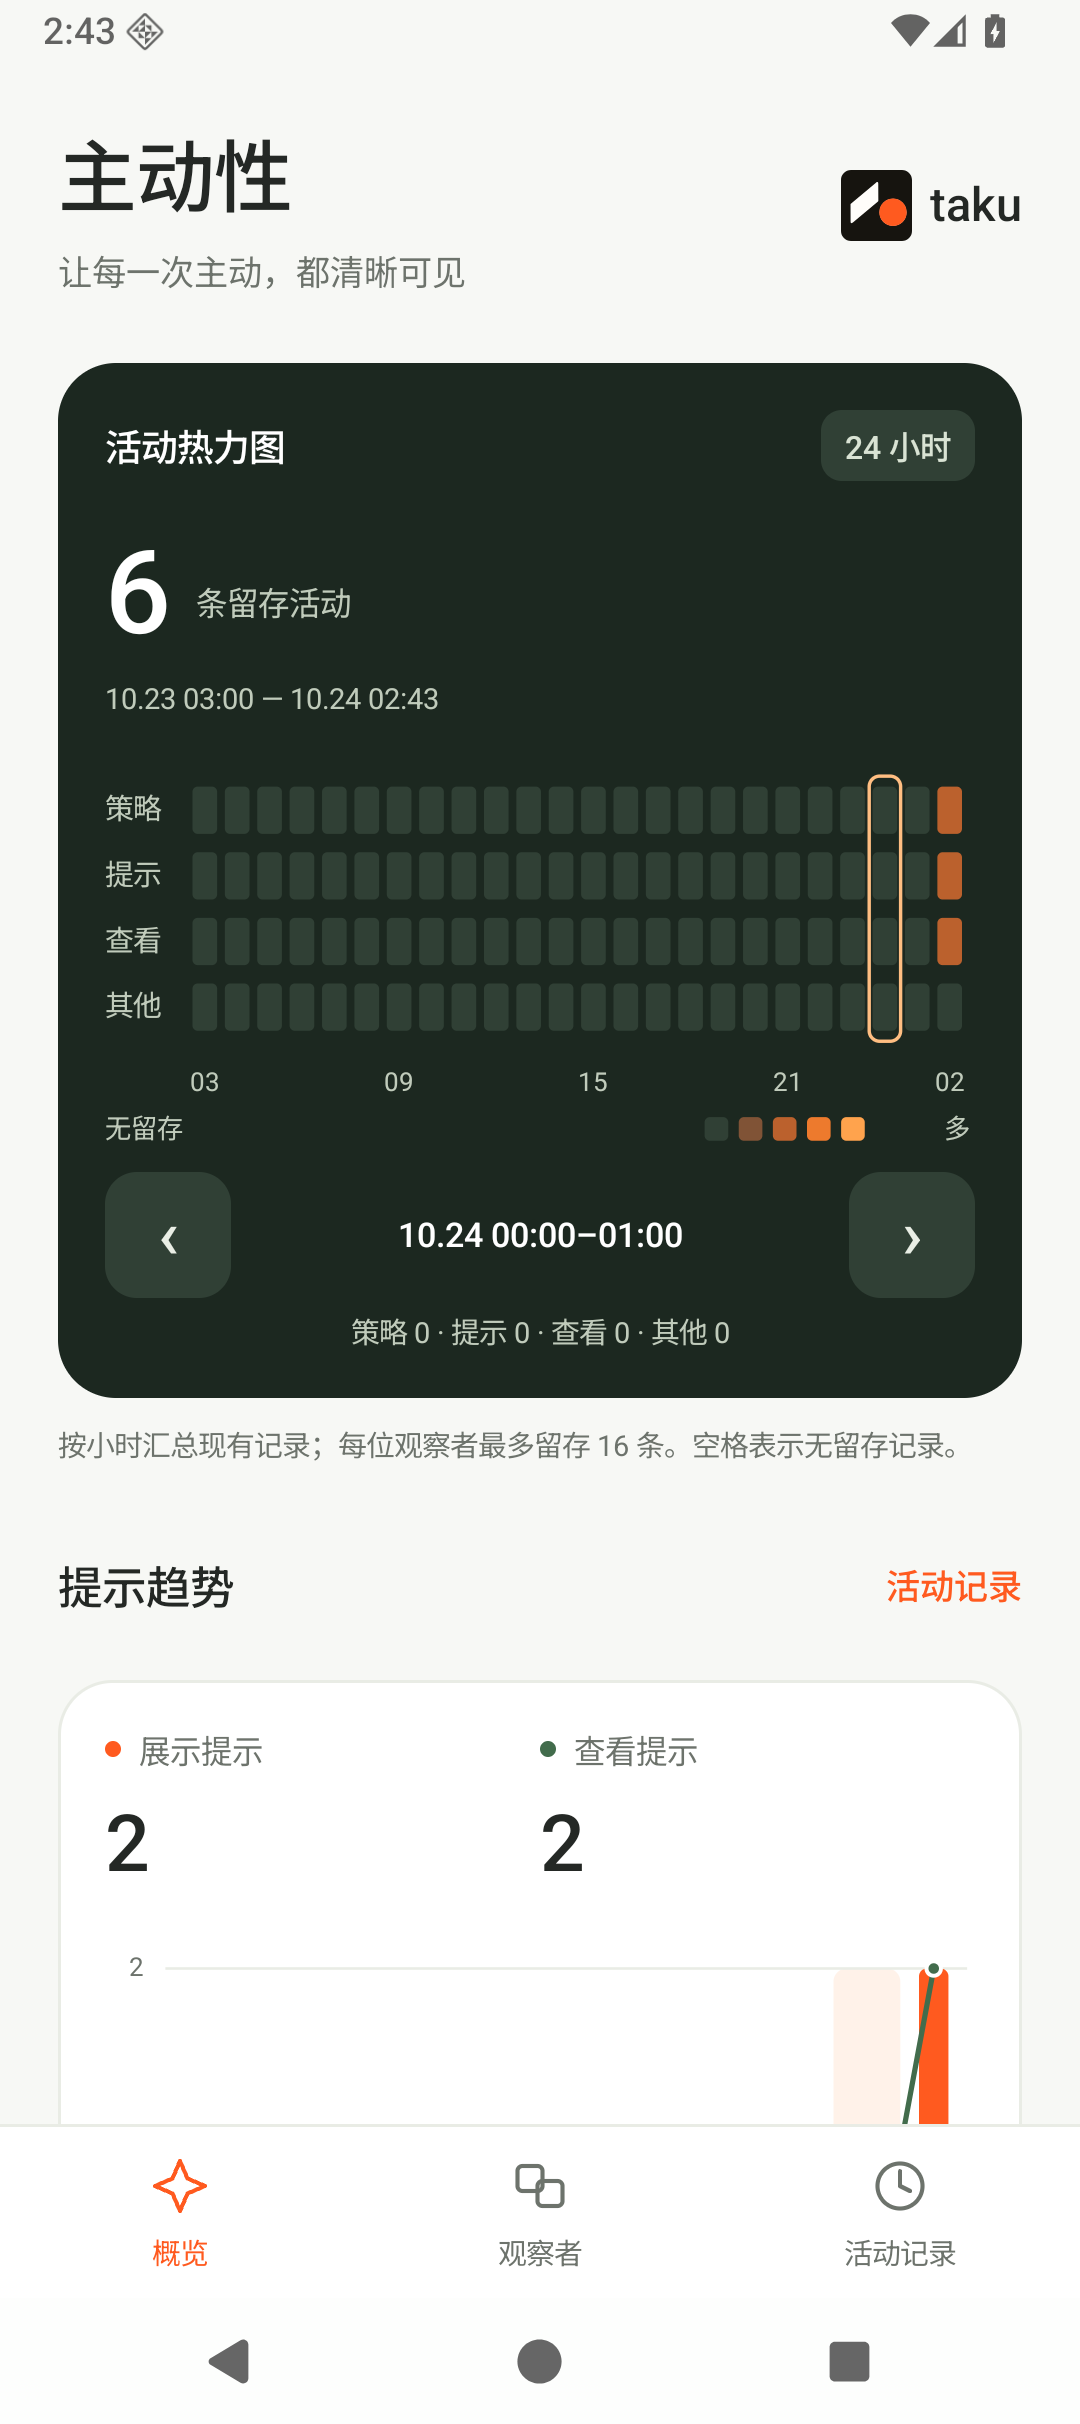 2:43
主动性
taku
让每一次主动，都清晰可见
活动热力图
24 小时
6 条留存活动
10.23 03:00 — 10.24 02:43
策略
提示
查看
其他
03 09 15 21 02
无留存 多
‹ 10.24 00:00–01:00 ›
策略 0 · 提示 0 · 查看 0 · 其他 0
按小时汇总现有记录；每位观察者最多留存 16 条。空格表示无留存记录。
提示趋势 活动记录
展示提示 查看提示
2 2
2
概览 观察者 活动记录